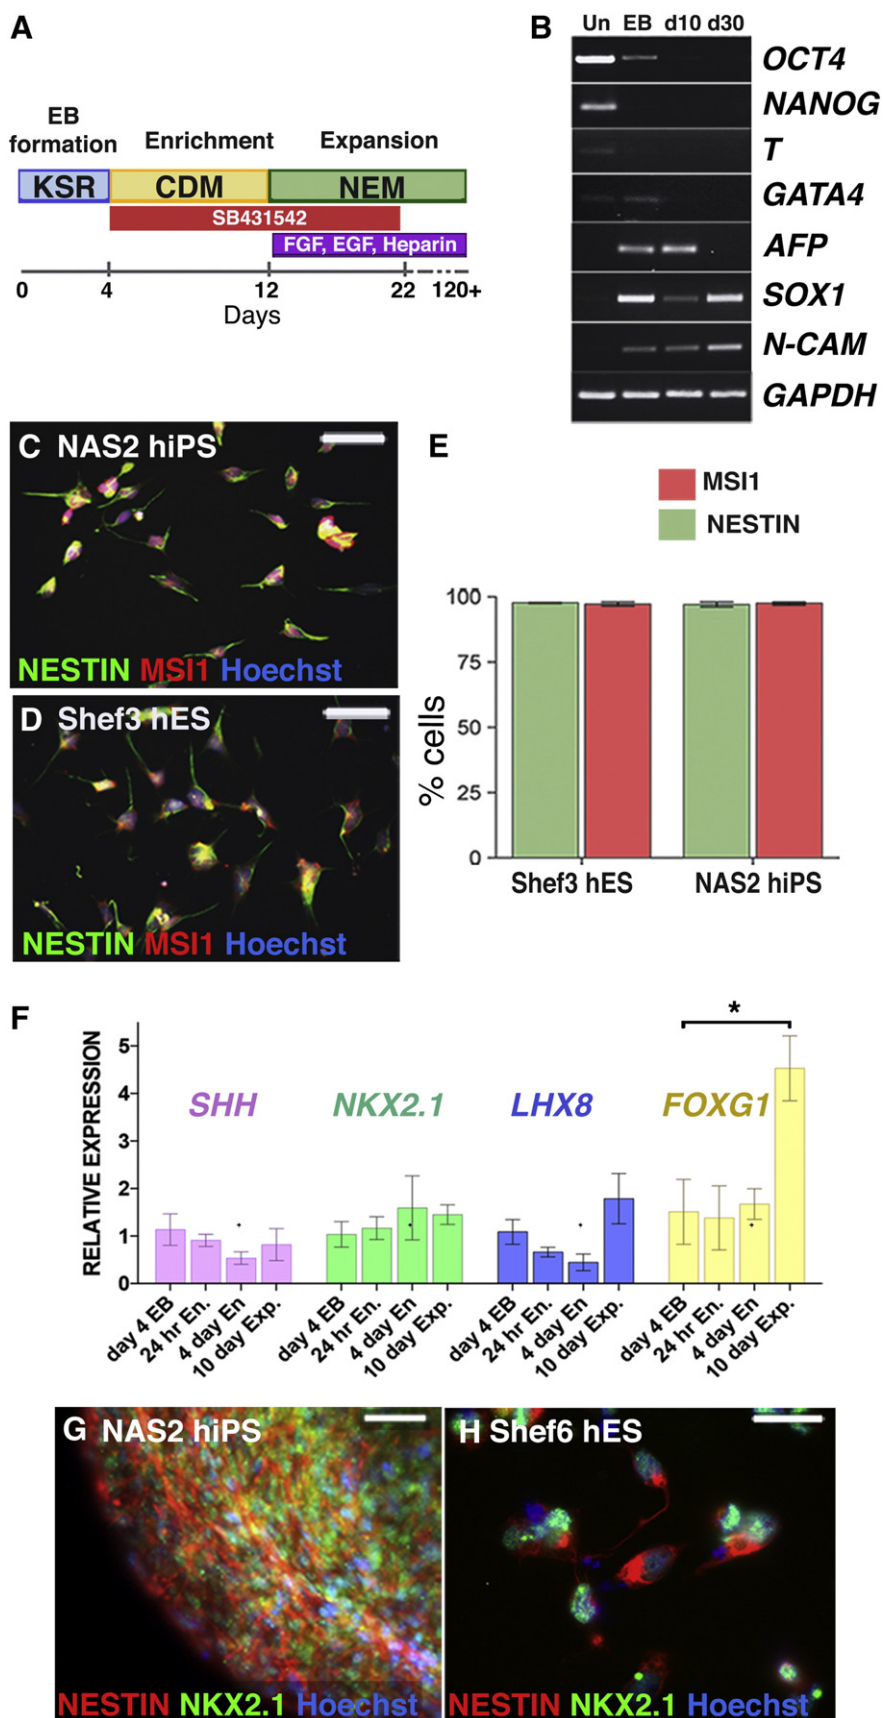 A
EB
formation
Enrichment
Expansion
KSR
CDM
NEM
SB431542
FGF, EGF, Heparin
0 4 12 22 120+
Days
B
Un EB d10 d30
OCT4
NANOG
T
GATA4
AFP
SOX1
N-CAM
GAPDH
C NAS2 hiPS
NESTIN MSI1 Hoechst
D Shef3 hES
NESTIN MSI1 Hoechst
E
MSI1
NESTIN
100
75
50
25
0
% cells
Shef3 hES NAS2 hiPS
F
RELATIVE EXPRESSION
5
4
3
2
1
0
*
SHH NKX2.1 LHX8 FOXG1
day 4 EB
24 hr En.
4 day En
10 day Exp.
day 4 EB
24 hr En.
4 day En
10 day Exp.
day 4 EB
24 hr En.
4 day En
10 day Exp.
day 4 EB
24 hr En.
4 day En
10 day Exp.
G NAS2 hiPS
NESTIN NKX2.1 Hoechst
H Shef6 hES
NESTIN NKX2.1 Hoechst